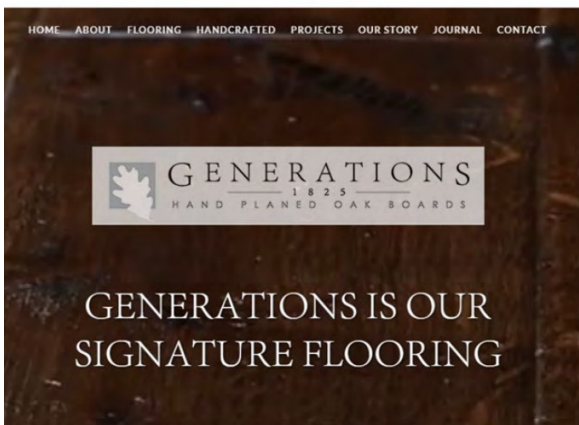 HOME ABOUT FLOORING HANDCRAFTED PROJECTS OUR STORY JOURNAL CONTACT
GENERATIONS
1825
HAND PLANED OAK BOARDS
GENERATIONS IS OUR
SIGNATURE FLOORING